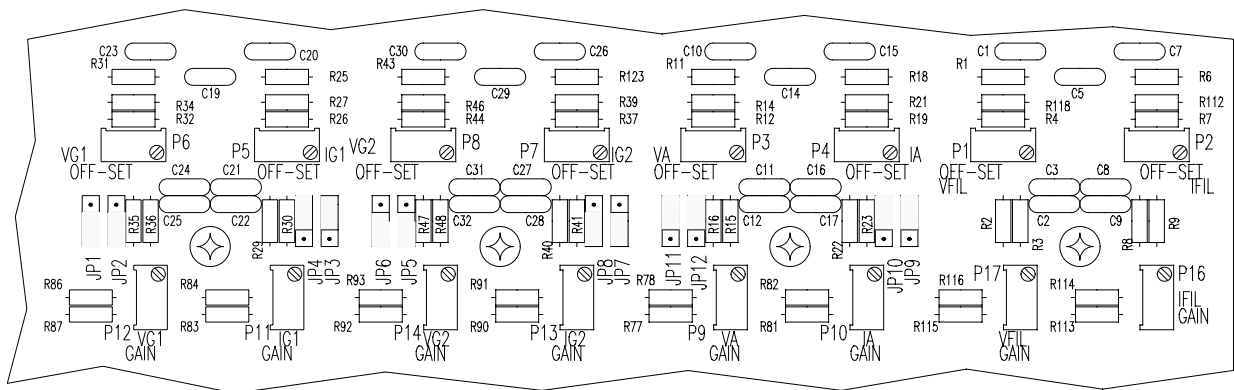 C23 C20 C30 C26 C10 C15 C1 C7
R31 R25 R43 R123 R11 R18 R1 R6
C19 C29 C14 C5
R34 R27 R46 R39 R14 R21 R118 R112
R32 R26 R44 R37 R12 R19 R4 R7
P6 P5 P8 P7 P3 P4 P1 P2
VG1 IG1 VG2 IG2 VA IA
OFF-SET OFF-SET OFF-SET OFF-SET OFF-SET OFF-SET OFF-SET OFF-SET
C24 C21 C31 C27 C11 C16 VFIL C3 C8 IFIL
C25 C22 C32 C28 C12 C17 C2 C9
R35 R36 R29 R30 R47 R48 R40 R41 R16 R15 R22 R23 R2 R3 R8 R9
JP1 JP2 JP4 JP3 JP6 JP5 JP8 JP7 JP11 JP12 JP10 JP9
P17 P16
R86 R84 R93 R91 R78 R82 R116 R114
IFIL
GAIN
R87 R83 R92 R90 R77 R81 R115 R113
P12 P11 P14 P13 P9 P10
VG1 IG1 VG2 IG2 VA IA VFIL
GAIN GAIN GAIN GAIN GAIN GAIN GAIN